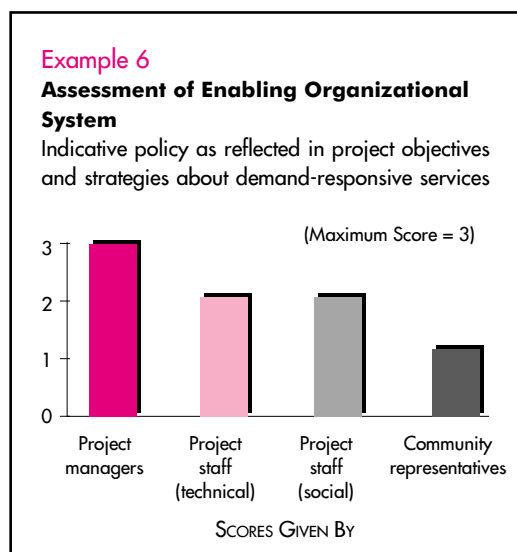 Example 6
Assessment of Enabling Organizational
System
Indicative policy as reflected in project objectives
and strategies about demand-responsive services
(Maximum Score = 3)
3
2
1
0
Project
managers
Project
staff
(technical)
Project
staff
(social)
Community
representatives
SCORES GIVEN BY